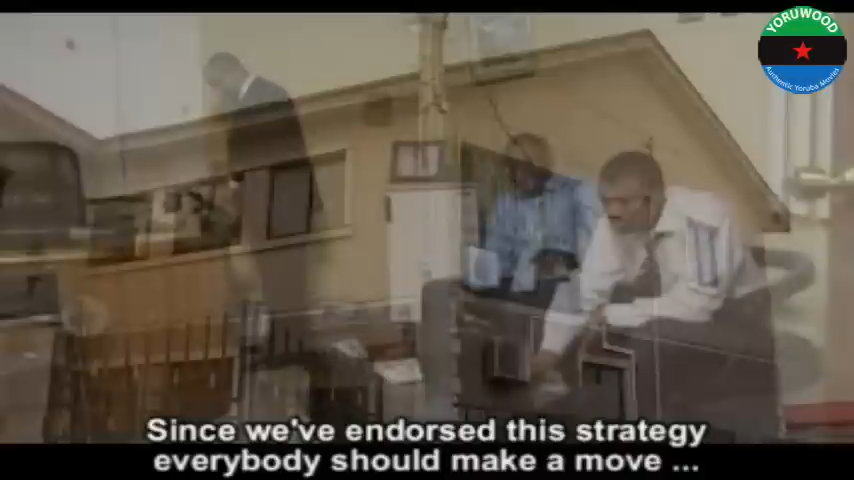 YORUWOOD
Authentic Yoruba Movies
Since we've endorsed this strategy
everybody should make a move ...